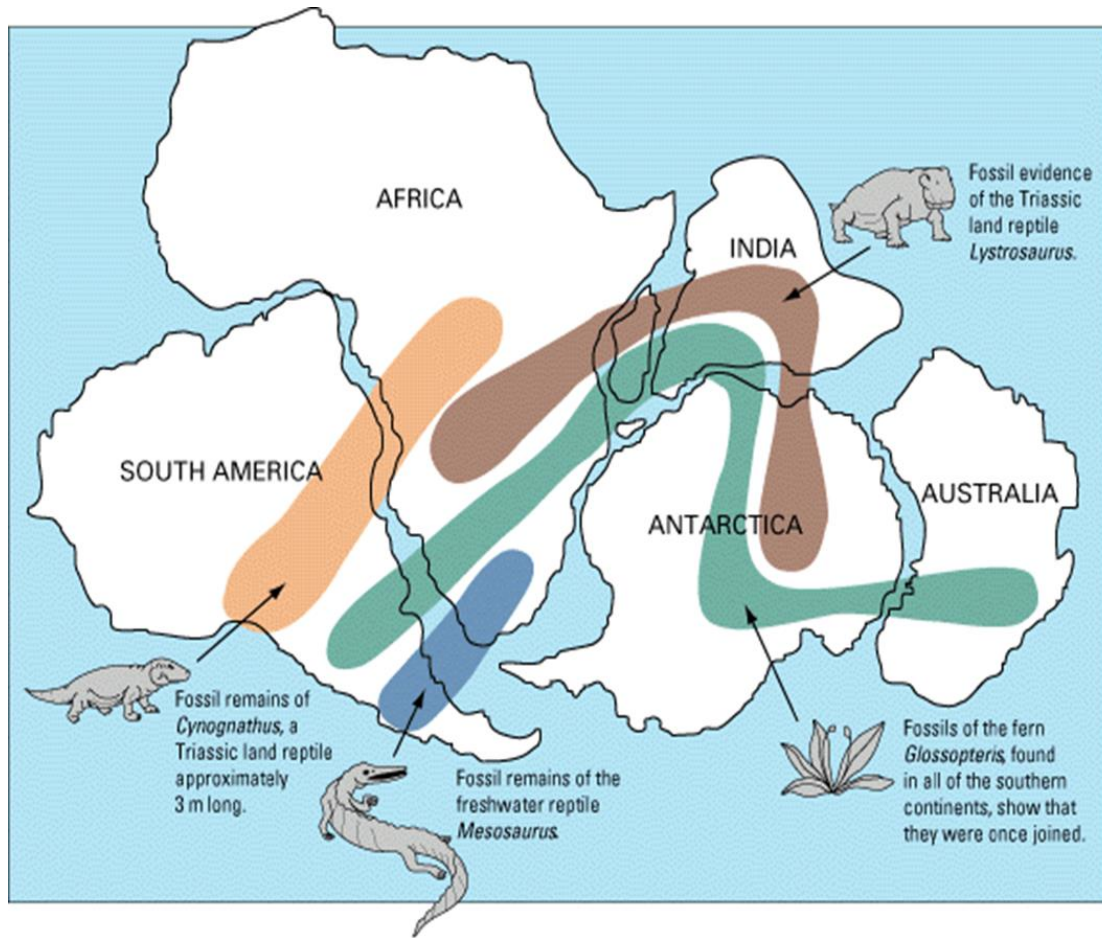 AFRICA
INDIA
Fossil evidence
of the Triassic
land reptile
Lystrosaurus.
SOUTH AMERICA
ANTARCTICA
AUSTRALIA
Fossil remains of
Cynognathus, a
Triassic land reptile
approximately
3 m long.
Fossil remains of the
freshwater reptile
Mesosaurus.
Fossils of the fern
Glossopteris, found
in all of the southern
continents, show that
they were once joined.